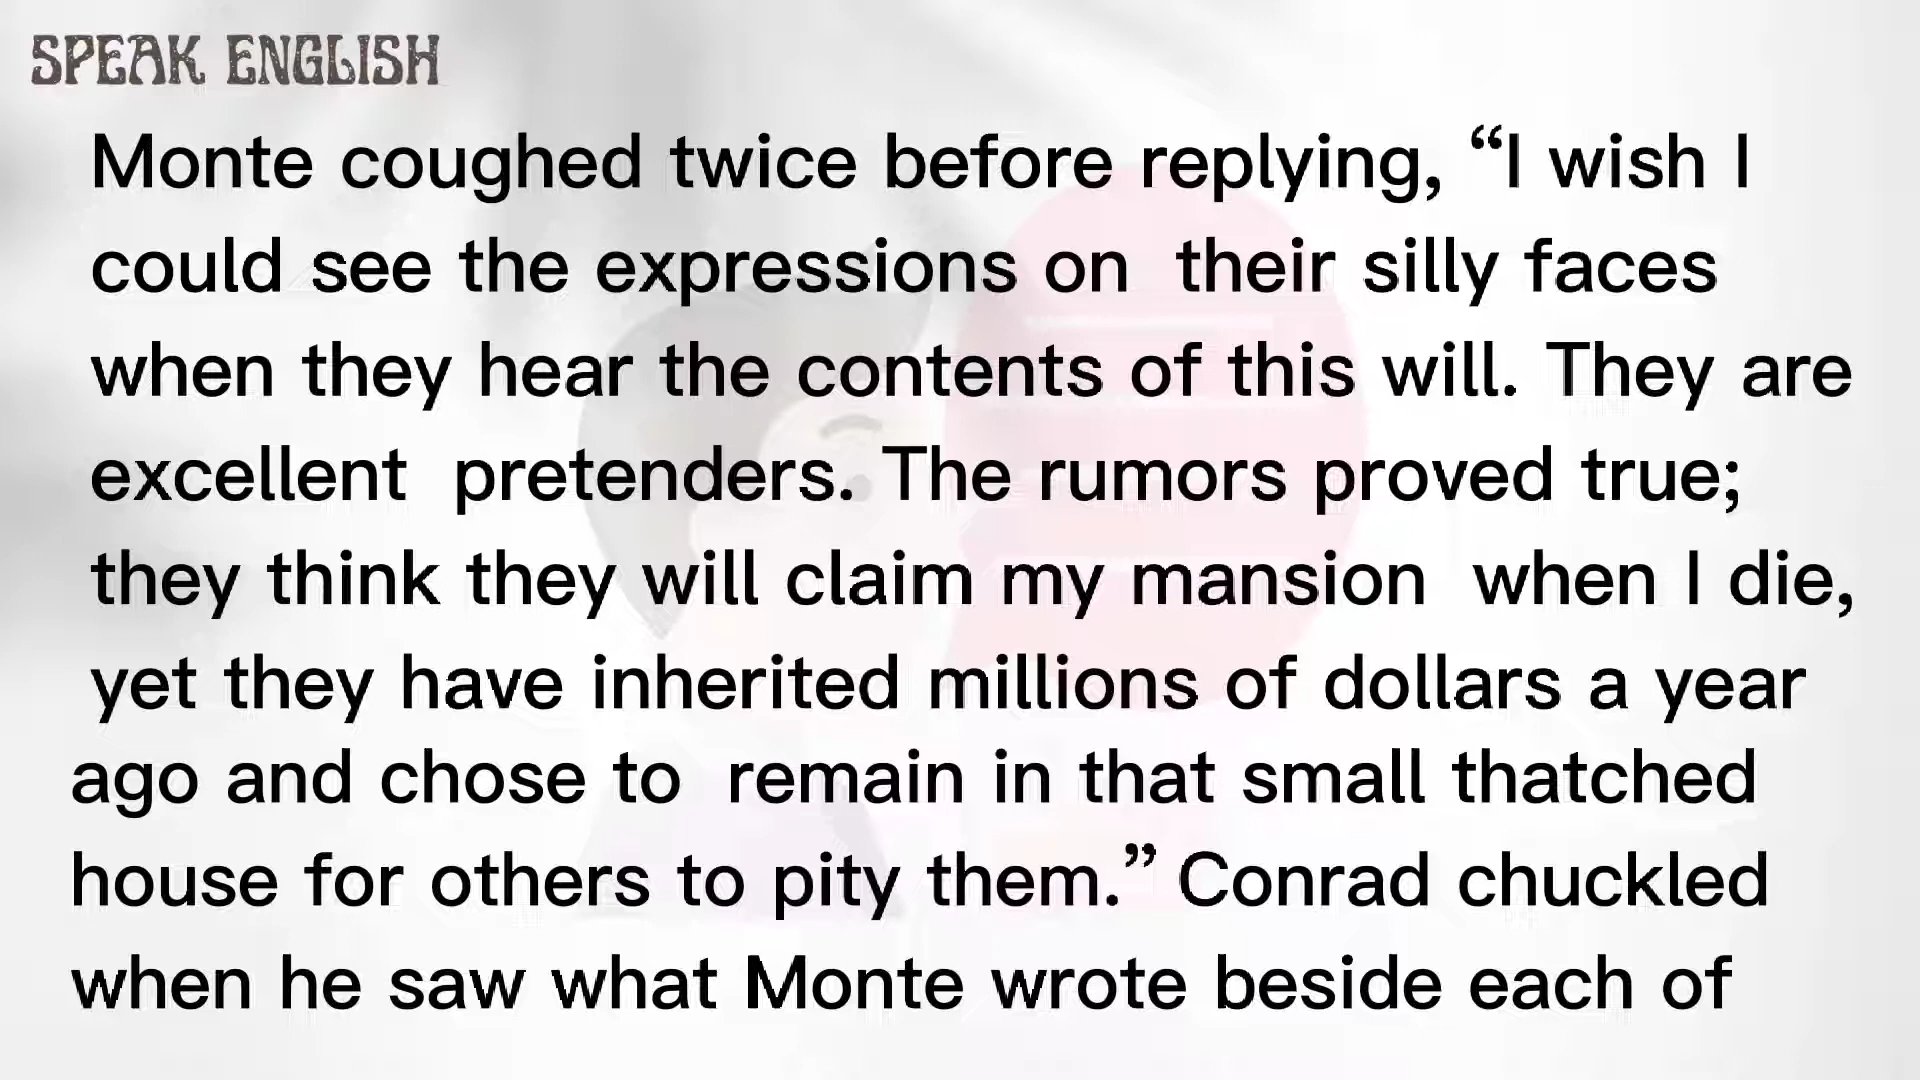 SPEAK ENGLISH
Monte coughed twice before replying, “I wish I
could see the expressions on their silly faces
when they hear the contents of this will. They are
excellent pretenders. The rumors proved true;
they think they will claim my mansion when I die,
yet they have inherited millions of dollars a year
ago and chose to remain in that small thatched
house for others to pity them.” Conrad chuckled
when he saw what Monte wrote beside each of